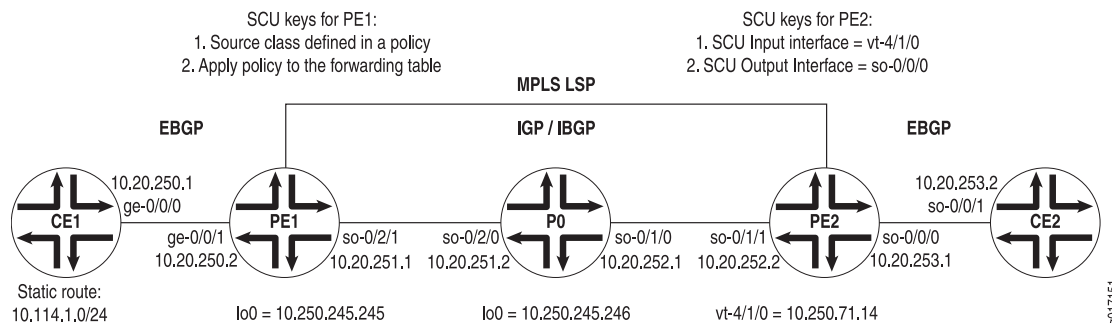 SCU keys for PE1:
1. Source class defined in a policy
2. Apply policy to the forwarding table
SCU keys for PE2:
1. SCU Input interface = vt-4/1/0
2. SCU Output Interface = so-0/0/0
MPLS LSP
EBGP
IGP / IBGP
EBGP
10.20.250.1
ge-0/0/0
CE1
ge-0/0/1
10.20.250.2
PE1
so-0/2/1
10.20.251.1
so-0/2/0
10.20.251.2
P0
so-0/1/0
10.20.252.1
so-0/1/1
10.20.252.2
PE2
so-0/0/0
10.20.253.1
10.20.253.2
so-0/0/1
CE2
Static route:
10.114.1.0/24
lo0 = 10.250.245.245
lo0 = 10.250.245.246
vt-4/1/0 = 10.250.71.14
g017151